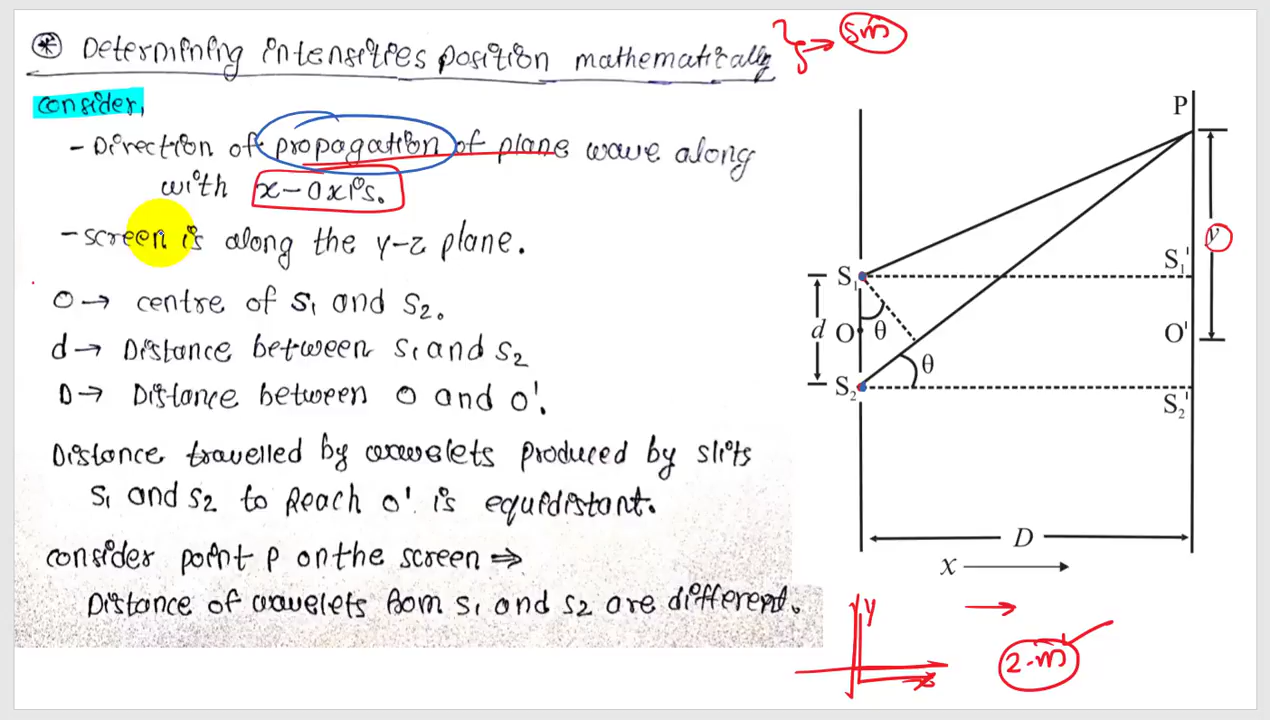 * Determining intensities position mathematically
} → 5m
consider,
- Direction of propagation of plane wave along
with x-axis.
- screen is along the y-z plane.
O → centre of S1 and S2.
d → Distance between S1 and S2
D → Distance between O and O'.
Distance travelled by wavelets produced by slits
S1 and S2 to Reach O' is equidistant.
consider point P on the screen ⇒
Distance of wavelets from S1 and S2 are different.
P
y
S₁ S₁'
d O θ O'
θ
S₂ S₂'
D
x
y
x
2-m